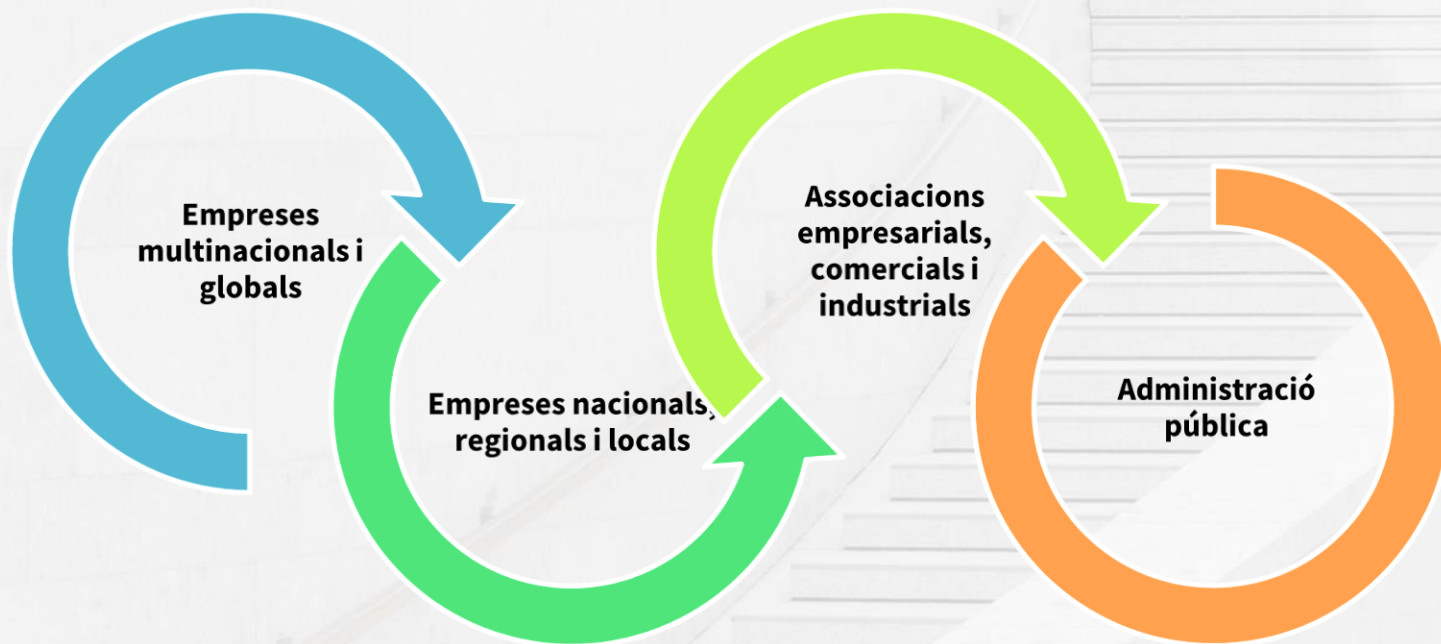 Empreses
multinacionals i
globals
Empreses nacionals,
regionals i locals
Associacions
empresarials,
comercials i
industrials
Administració
pública